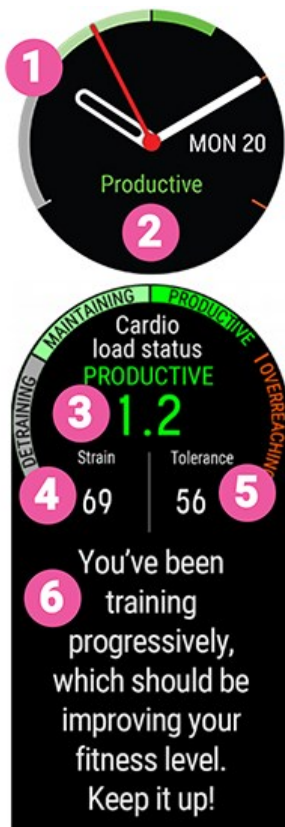 1
MON 20
Productive
2
DETRAINING
MAINTAINING
PRODUCTIVE
OVERREACHING
Cardio
load status
PRODUCTIVE
3
1.2
Strain
Tolerance
4
69
56
5
You've been
6
training
progressively,
which should be
improving your
fitness level.
Keep it up!